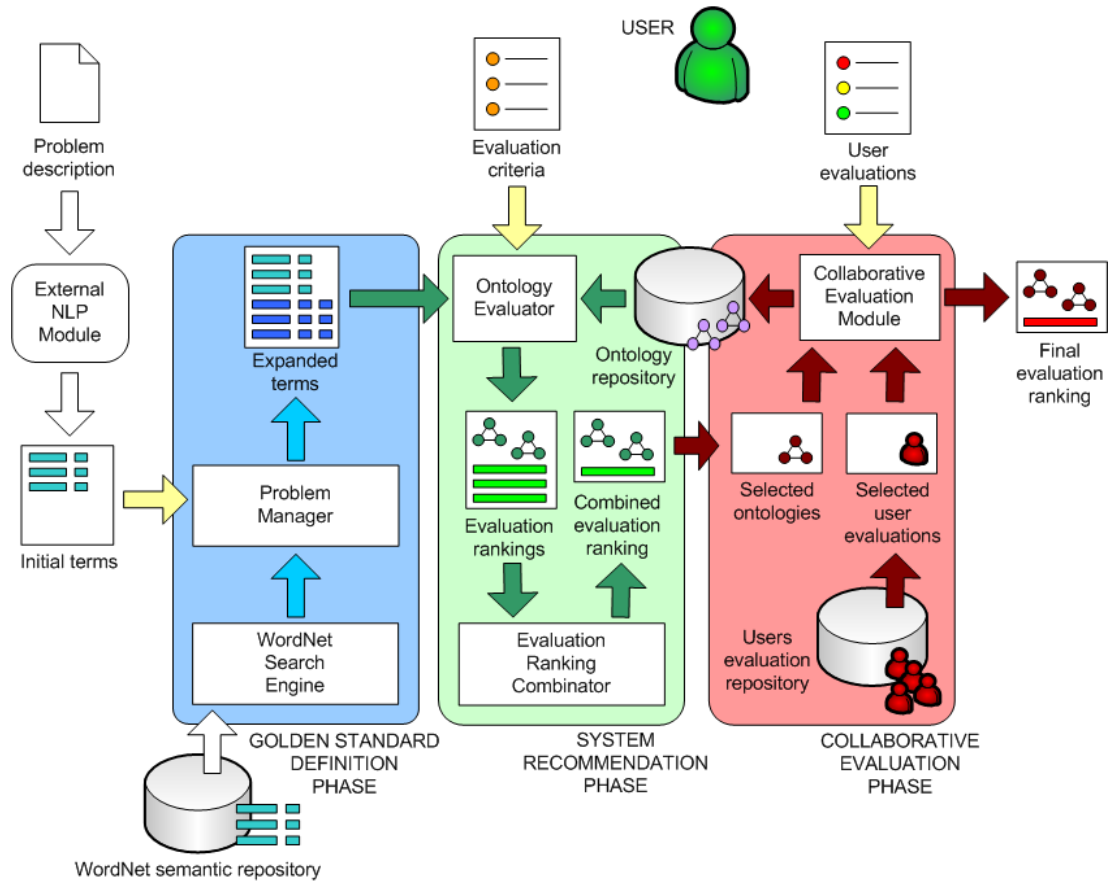 USER
Problem
description
Evaluation
criteria
User
evaluations
External
NLP
Module
Expanded
terms
Ontology
Evaluator
Ontology
repository
Collaborative
Evaluation
Module
Final
evaluation
ranking
Initial terms
Problem
Manager
Evaluation
rankings
Combined
evaluation
ranking
Selected
ontologies
Selected
user
evaluations
WordNet
Search
Engine
Evaluation
Ranking
Combinator
Users
evaluation
repository
GOLDEN STANDARD
DEFINITION
PHASE
SYSTEM
RECOMMENDATION
PHASE
COLLABORATIVE
EVALUATION PHASE
WordNet semantic repository